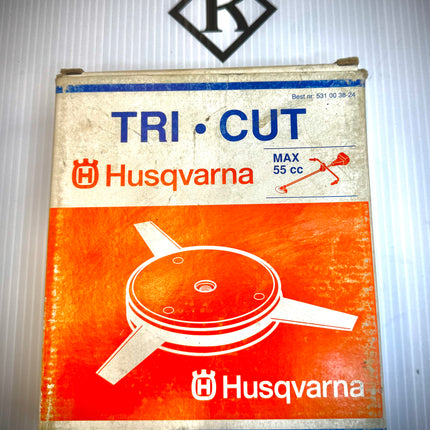 R
Best nr: 531 00 38-24
TRI • CUT
Husqvarna
MAX
55 cc
Husqvarna